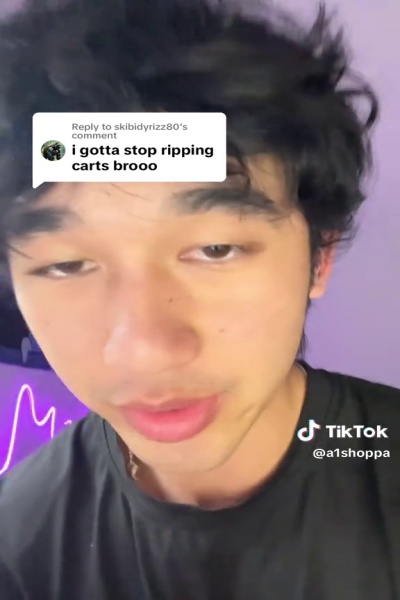 Reply to skibidyrizz80's
comment
i gotta stop ripping
carts brooo
TikTok
@a1shoppa